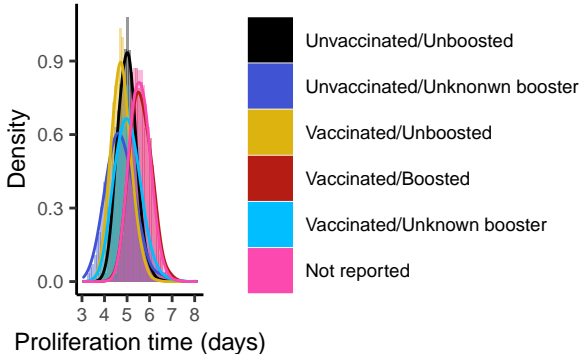 Density
0.9
0.6
0.3
0.0
3 4 5 6 7 8
Proliferation time (days)
Unvaccinated/Unboosted
Unvaccinated/Unknonwn booster
Vaccinated/Unboosted
Vaccinated/Boosted
Vaccinated/Unknown booster
Not reported